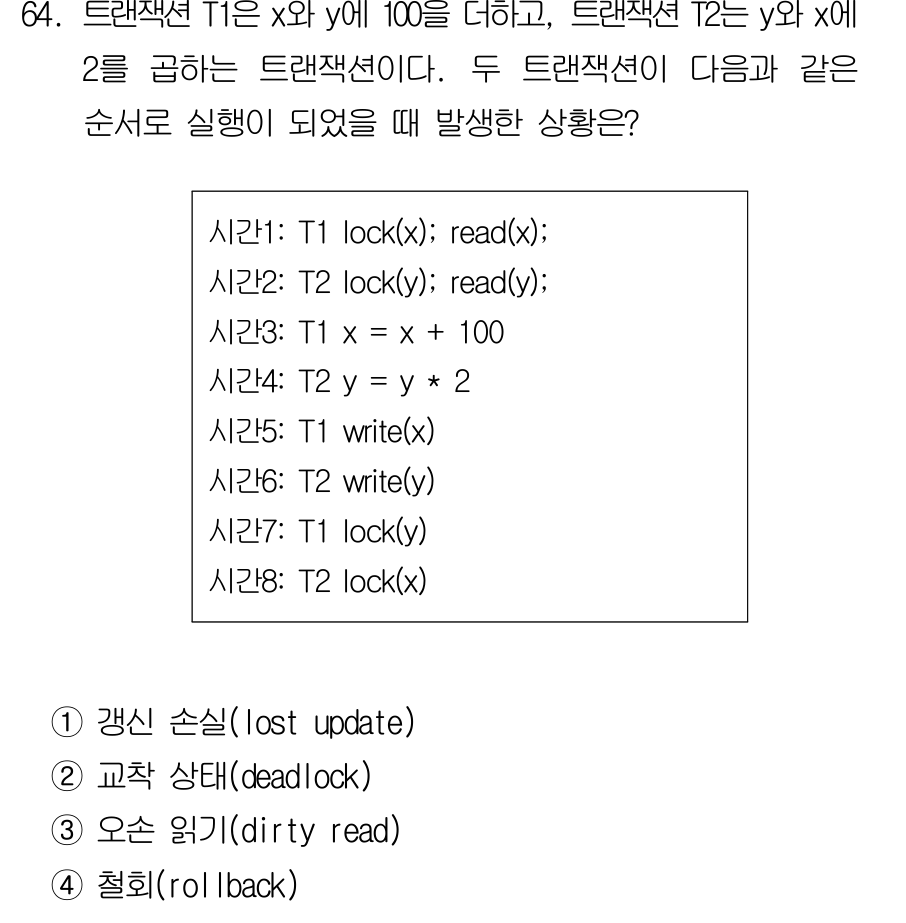 64. 트랜잭션 T1은 x와 y에 100을 더하고, 트랜잭션 T2는 y와 x에
2를 곱하는 트랜잭션이다. 두 트랜잭션이 다음과 같은
순서로 실행이 되었을 때 발생한 상황은?
시간1: T1 lock(x); read(x);
시간2: T2 lock(y); read(y);
시간3: T1 x = x + 100
시간4: T2 y = y * 2
시간5: T1 write(x)
시간6: T2 write(y)
시간7: T1 lock(y)
시간8: T2 lock(x)
① 갱신 손실(lost update)
② 교착 상태(deadlock)
③ 오손 읽기(dirty read)
④ 철회(rollback)